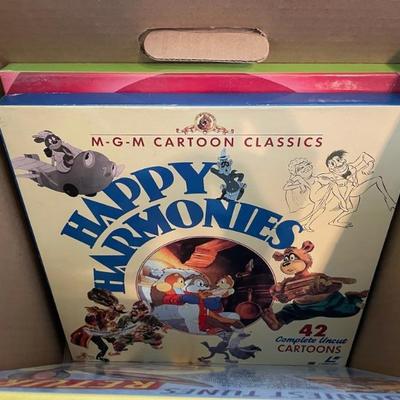 M-G-M CARTOON CLASSICS
HAPPY
HARMONIES
42
Complete Uncut
CARTOONS